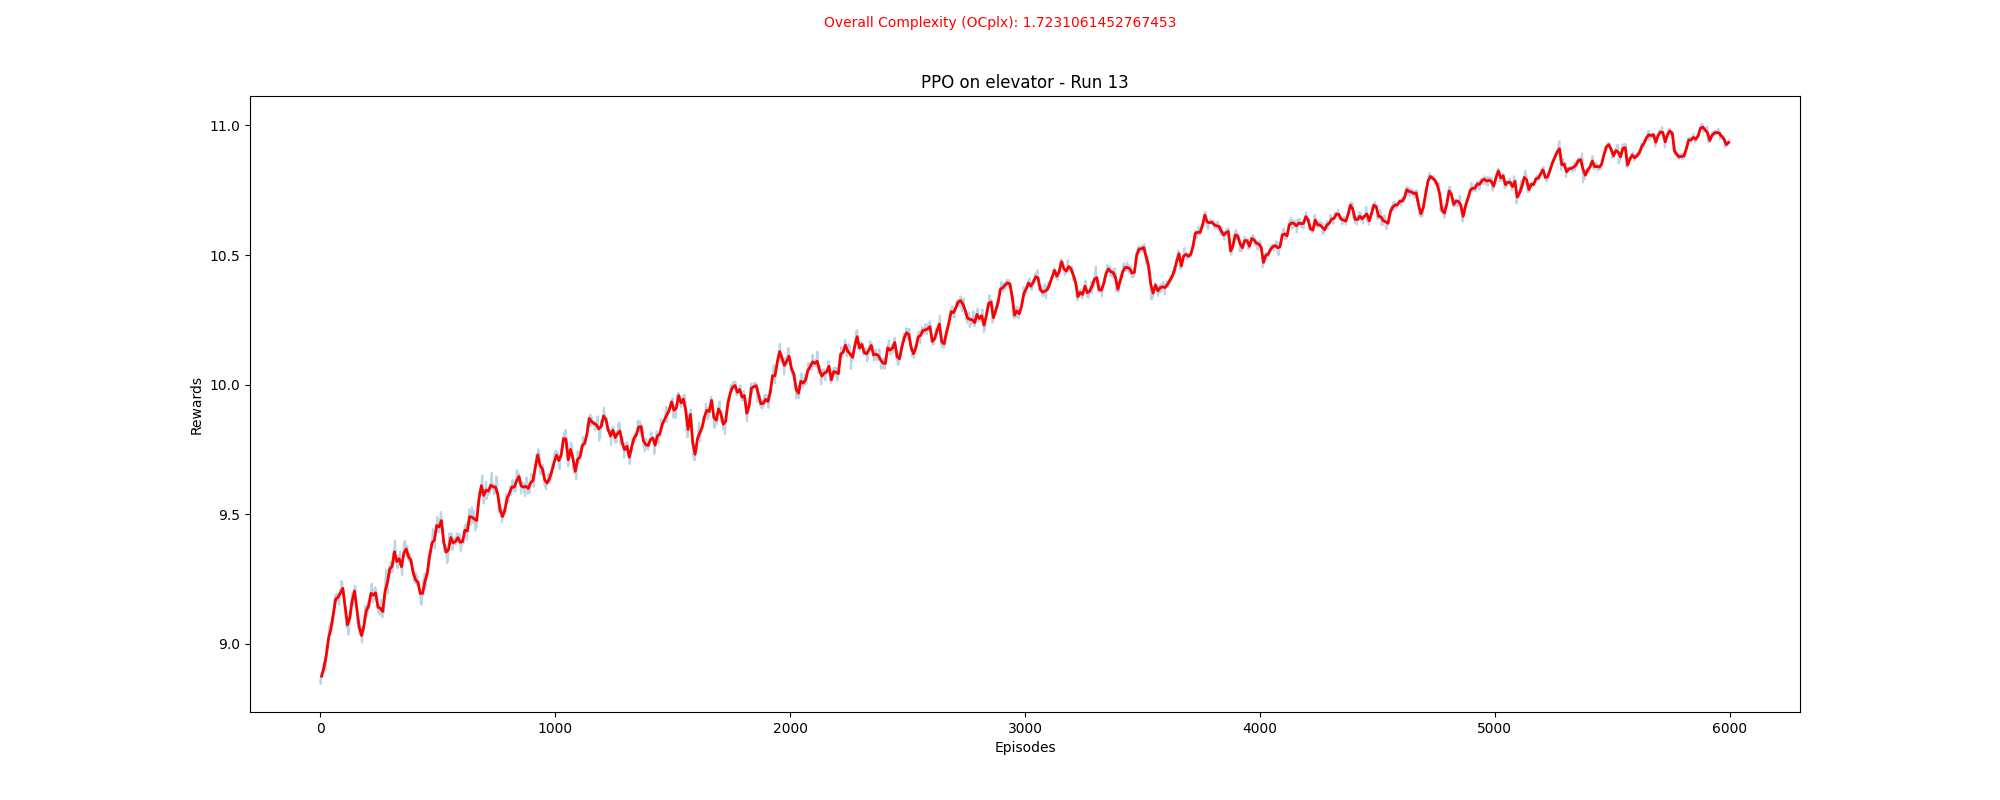 Overall Complexity (OCplx): 1.7231061452767453
PPO on elevator - Run 13
11.0
10.5
10.0
9.5
9.0
Rewards
0 1000 2000 3000 4000 5000 6000
Episodes